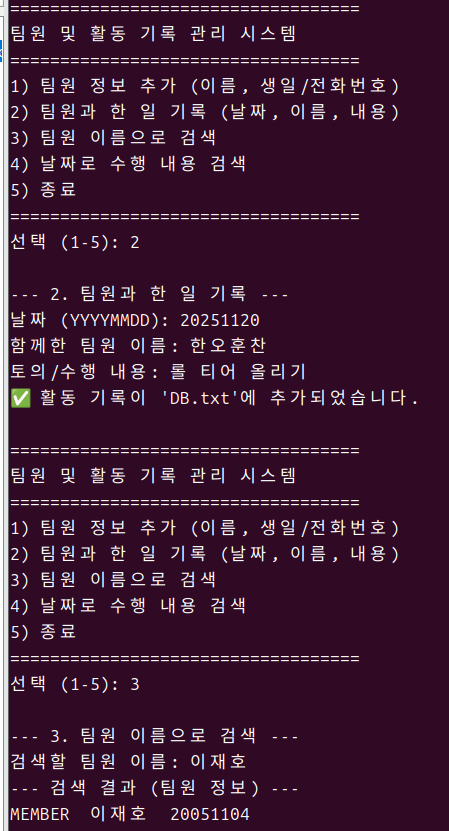 ===================================
팀원 및 활동 기록 관리 시스템
===================================
1) 팀원 정보 추가 (이름, 생일/전화번호)
2) 팀원과 한 일 기록 (날짜, 이름, 내용)
3) 팀원 이름으로 검색
4) 날짜로 수행 내용 검색
5) 종료
===================================
선택 (1-5): 2

--- 2. 팀원과 한 일 기록 ---
날짜 (YYYYMMDD): 20251120
함께한 팀원 이름: 한오훈찬
토의/수행 내용: 롤 티어 올리기
✅ 활동 기록이 'DB.txt'에 추가되었습니다.

===================================
팀원 및 활동 기록 관리 시스템
===================================
1) 팀원 정보 추가 (이름, 생일/전화번호)
2) 팀원과 한 일 기록 (날짜, 이름, 내용)
3) 팀원 이름으로 검색
4) 날짜로 수행 내용 검색
5) 종료
===================================
선택 (1-5): 3

--- 3. 팀원 이름으로 검색 ---
검색할 팀원 이름: 이재호
--- 검색 결과 (팀원 정보) ---
MEMBER 이재호 20051104